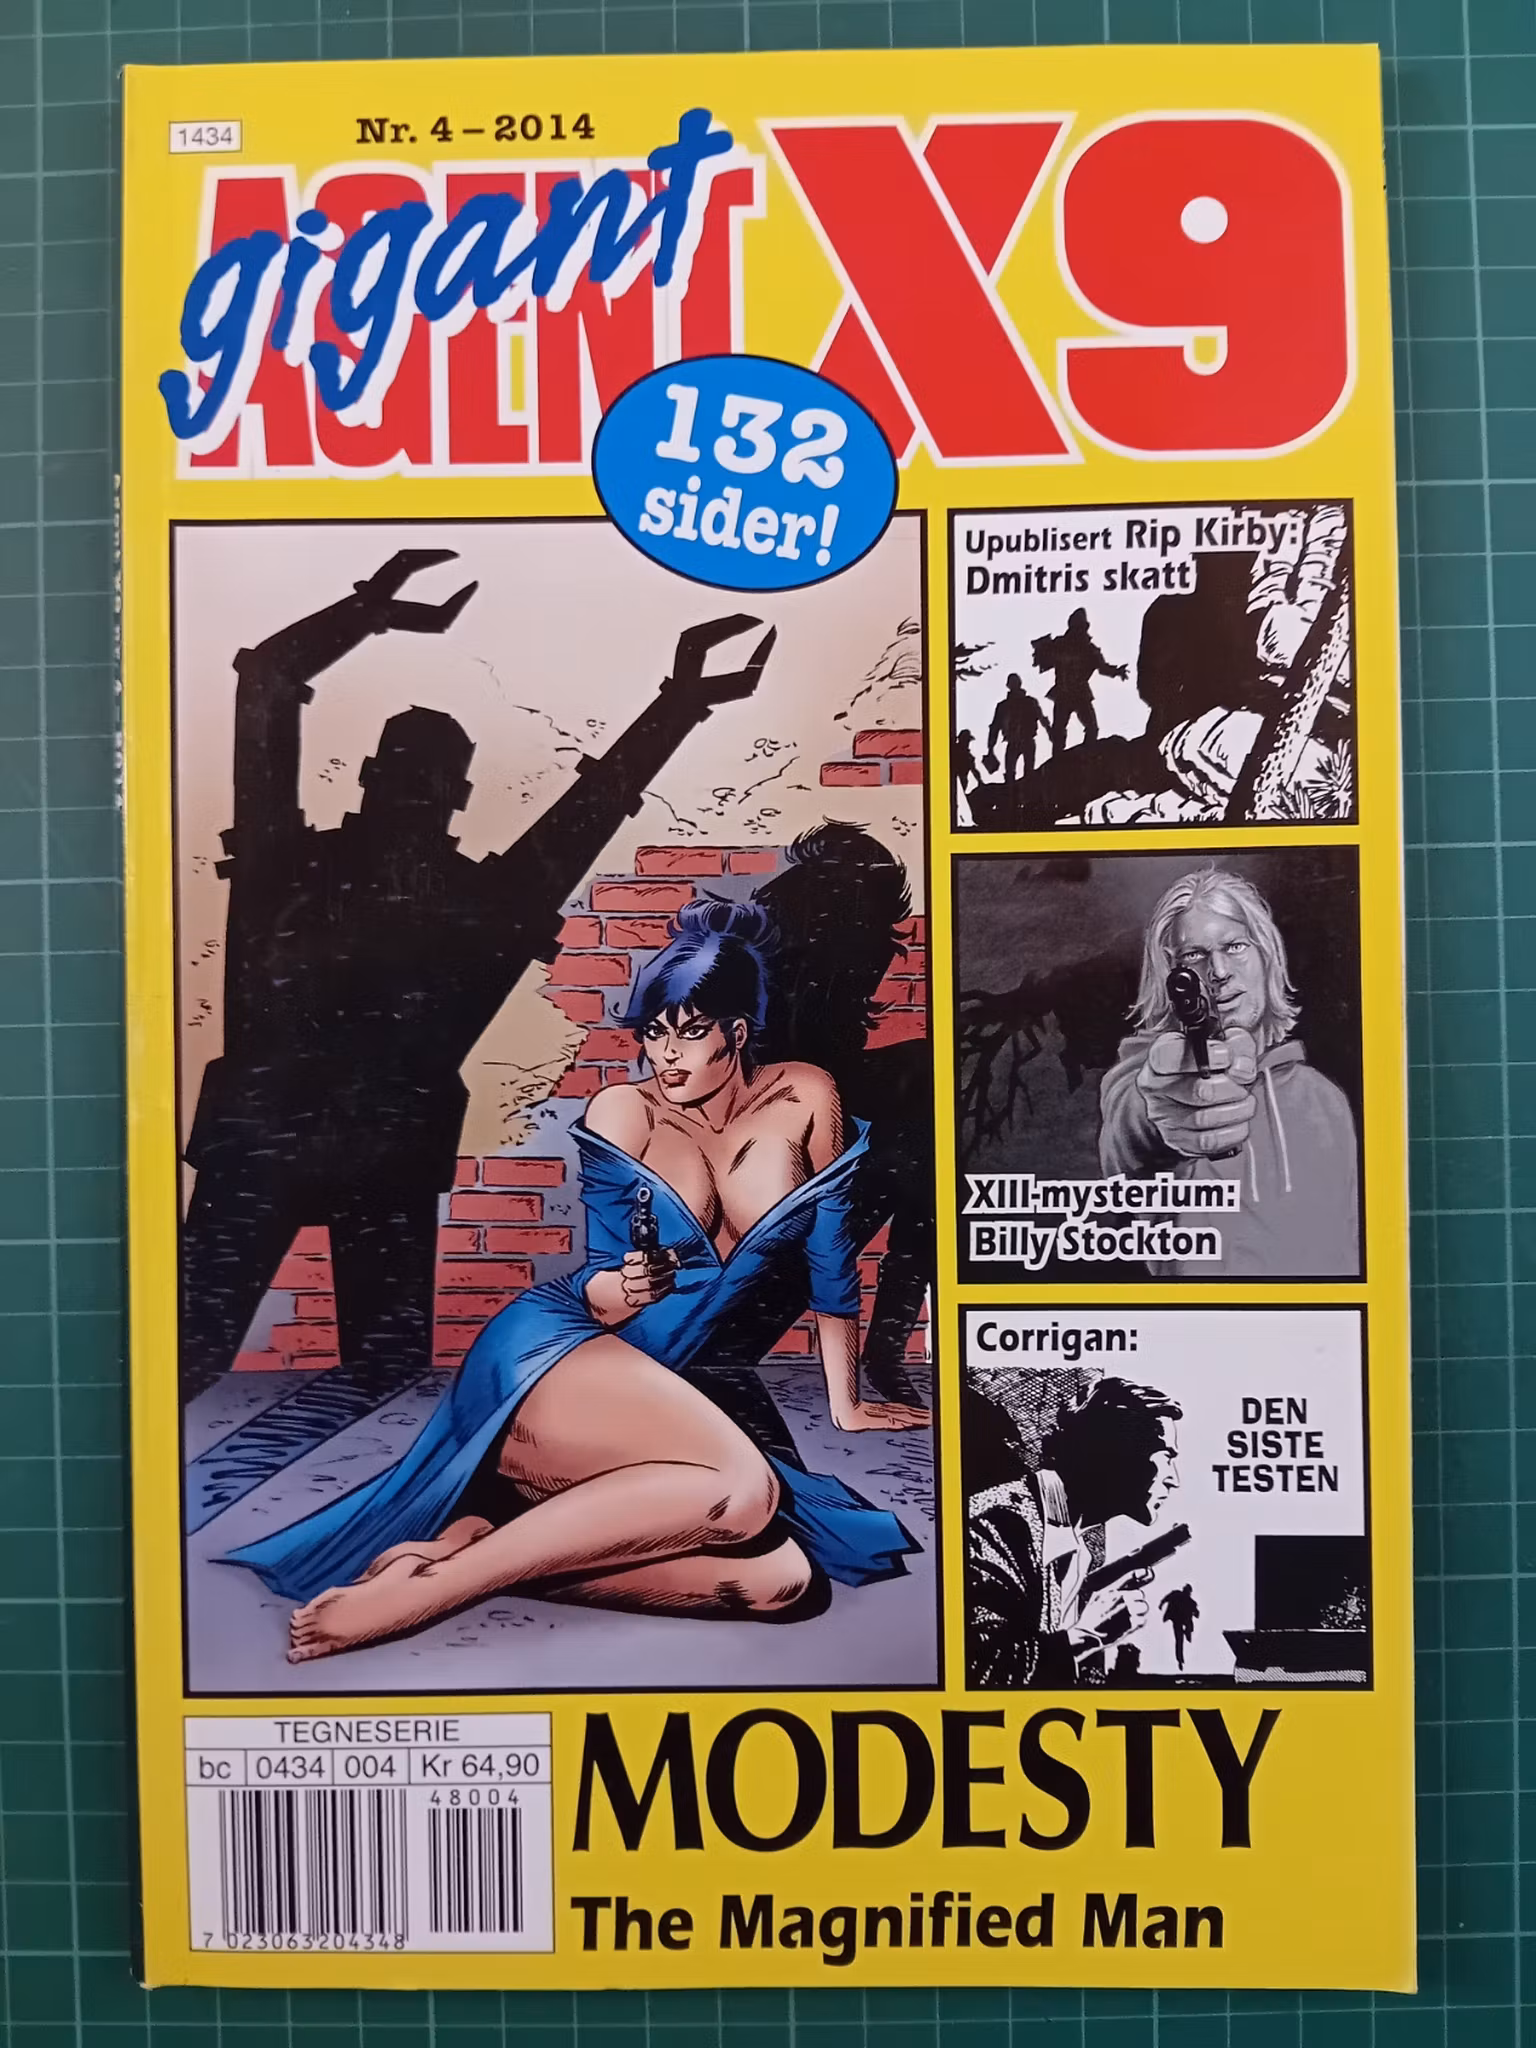 1434
Nr. 4 – 2014
gigant
AGENT X9
132
sider!
Upublisert Rip Kirby:
Dmitris skatt
XIII-mysterium:
Billy Stockton
Corrigan:
DEN
SISTE
TESTEN
TEGNESERIE
bc 0434 004 Kr 64,90
48004
7 023063 204348
MODESTY
The Magnified Man